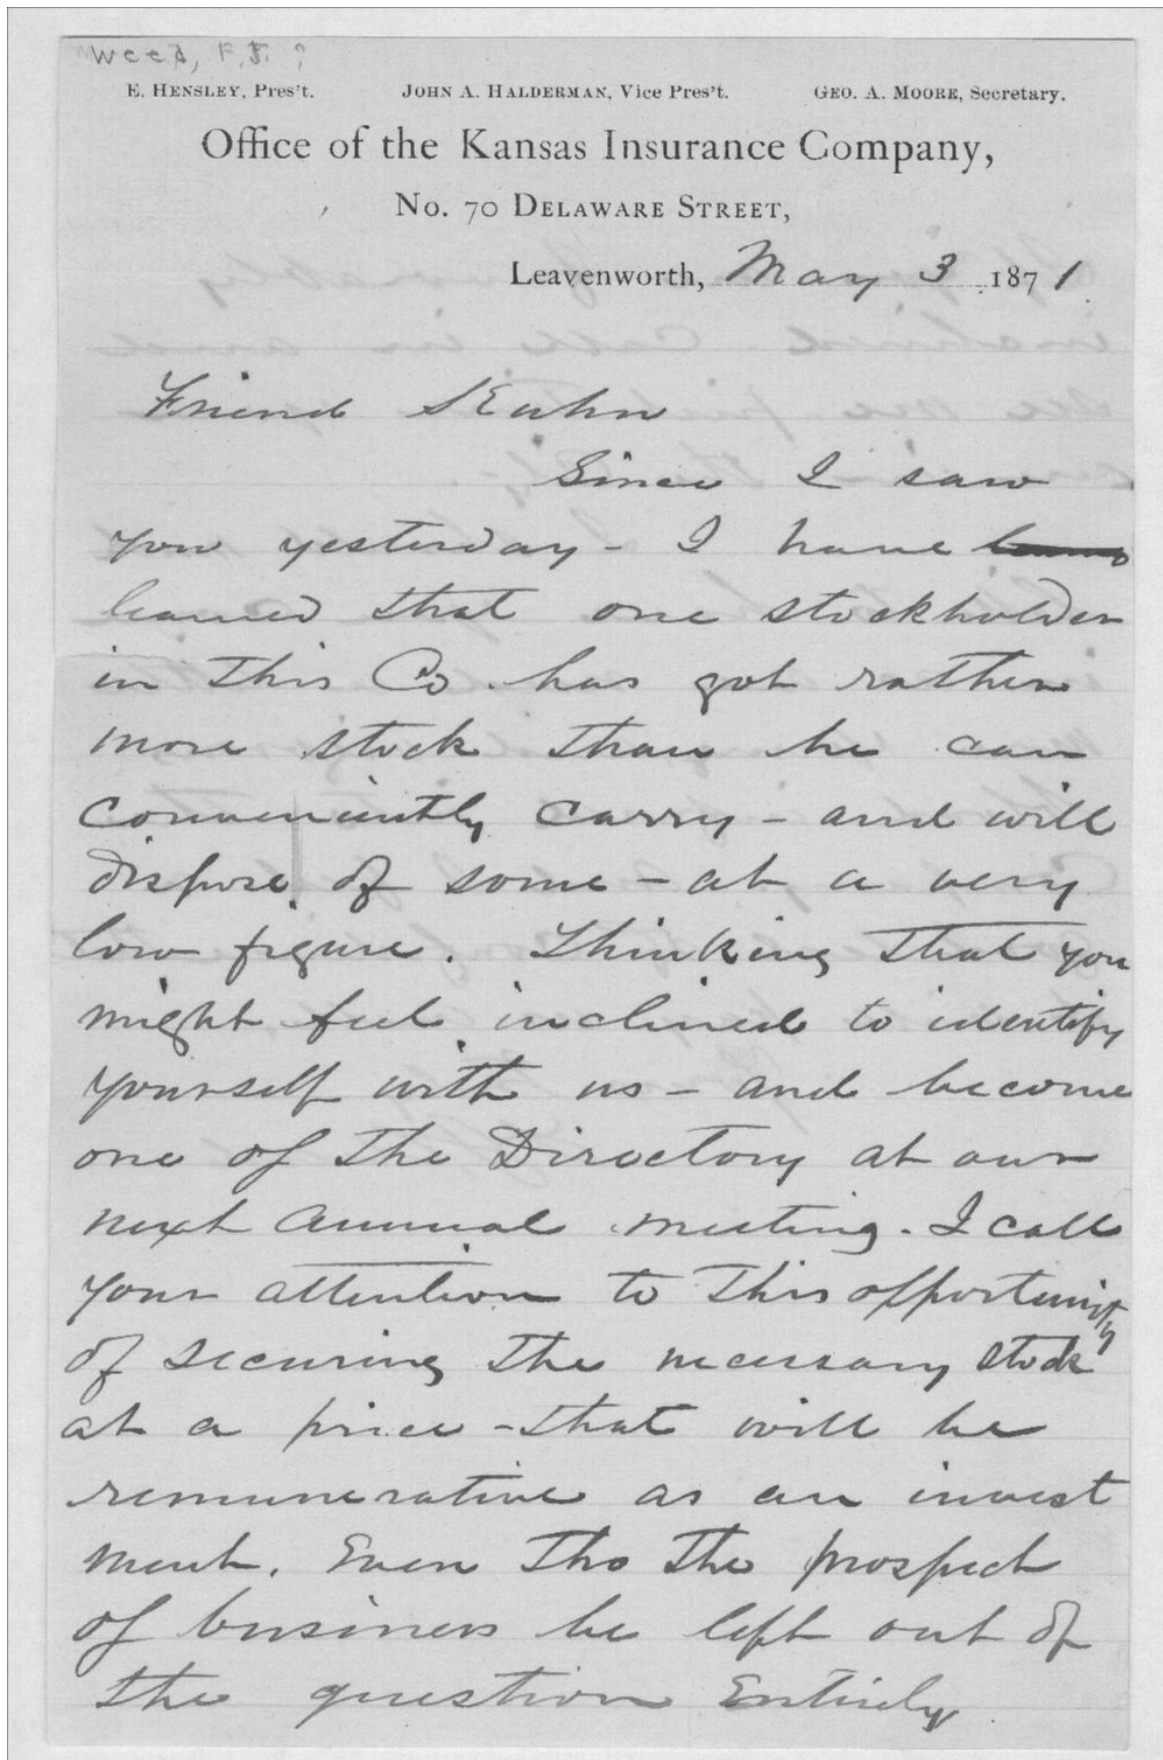 Weed, F. J. ?
E. Hensley, Pres't. John A. Halderman, Vice Pres't. Geo. A. Moore, Secretary.
Office of the Kansas Insurance Company,
No. 70 Delaware Street,
Leavenworth, May 3 1871
Friend Kuhn
Since I saw
you yesterday - I have
learned that one stockholder
in this Co. has got rather
more stock than he can
conveniently carry - and will
dispose of some - at a very
low figure. Thinking that you
might feel inclined to identify
yourself with us - and become
one of the Directory at our
next annual meeting. I call
your attention to this opportunity
of securing the necessary stock
at a price - that will be
remunerative as an invest
ment. Even tho the prospect
of business be left out of
the question Entirely